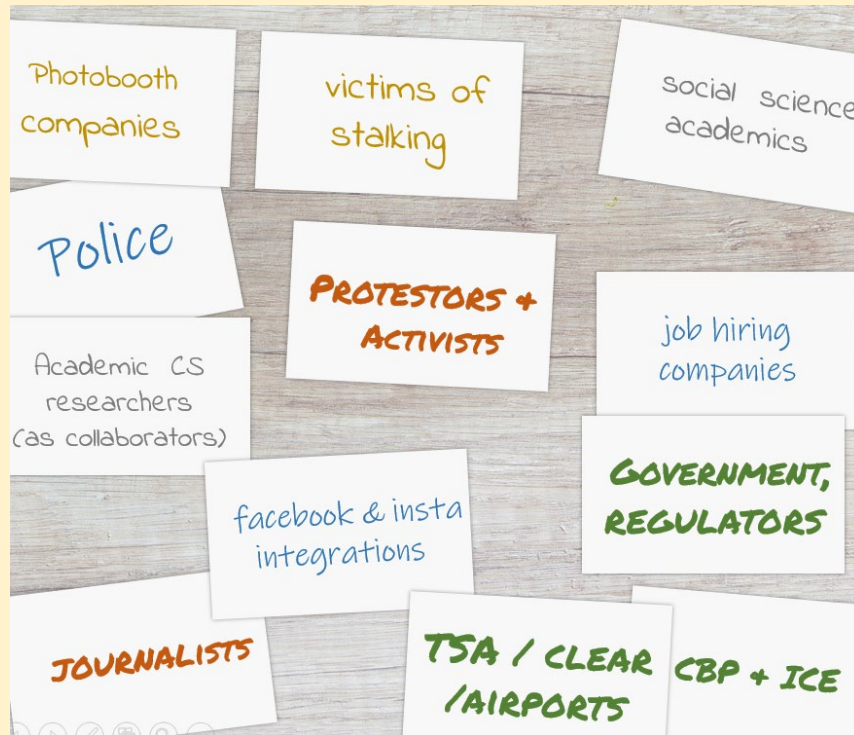 Photobooth
companies
victims of
stalking
social science
academics
Police
PROTESTORS &
ACTIVISTS
job hiring
companies
Academic CS
researchers
(as collaborators)
GOVERNMENT,
REGULATORS
facebook & insta
integrations
JOURNALISTS
TSA / CLEAR
/AIRPORTS
CBP & ICE